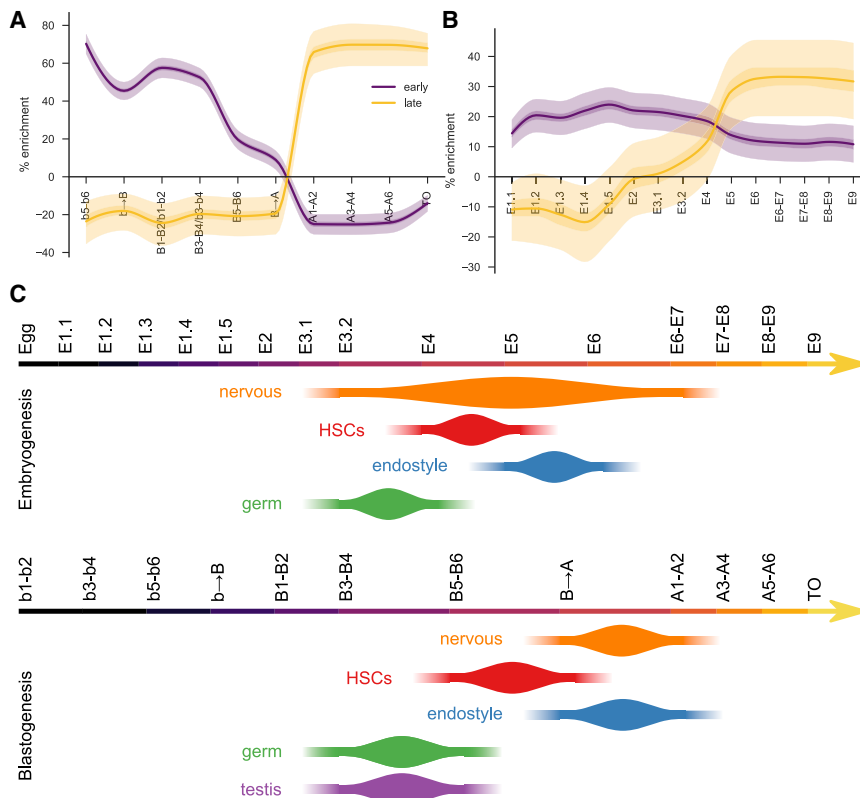 A
80
60
40
20
0
−20
−40
% enrichment
early
late
b5-b6
b→B
B1-B2/b1-b2
B3-B4/b3-b4
E5-B6
B→A
A1-A2
A3-A4
A5-A6
TO
B
40
30
20
10
0
−10
−20
−30
% enrichment
E1.1
E1.2
E1.3
E1.4
E1.5
E2
E3.1
E3.2
E4
E5
E6
E6-E7
E7-E8
E8-E9
E9
C
Egg
E1.1
E1.2
E1.3
E1.4
E1.5
E2
E3.1
E3.2
E4
E5
E6
E6-E7
E7-E8
E8-E9
E9
Embryogenesis
nervous
HSCs
endostyle
germ
b1-b2
b3-b4
b5-b6
b→B
B1-B2
B3-B4
B5-B6
B→A
A1-A2
A3-A4
A5-A6
TO
Blastogenesis
nervous
HSCs
endostyle
germ
testis